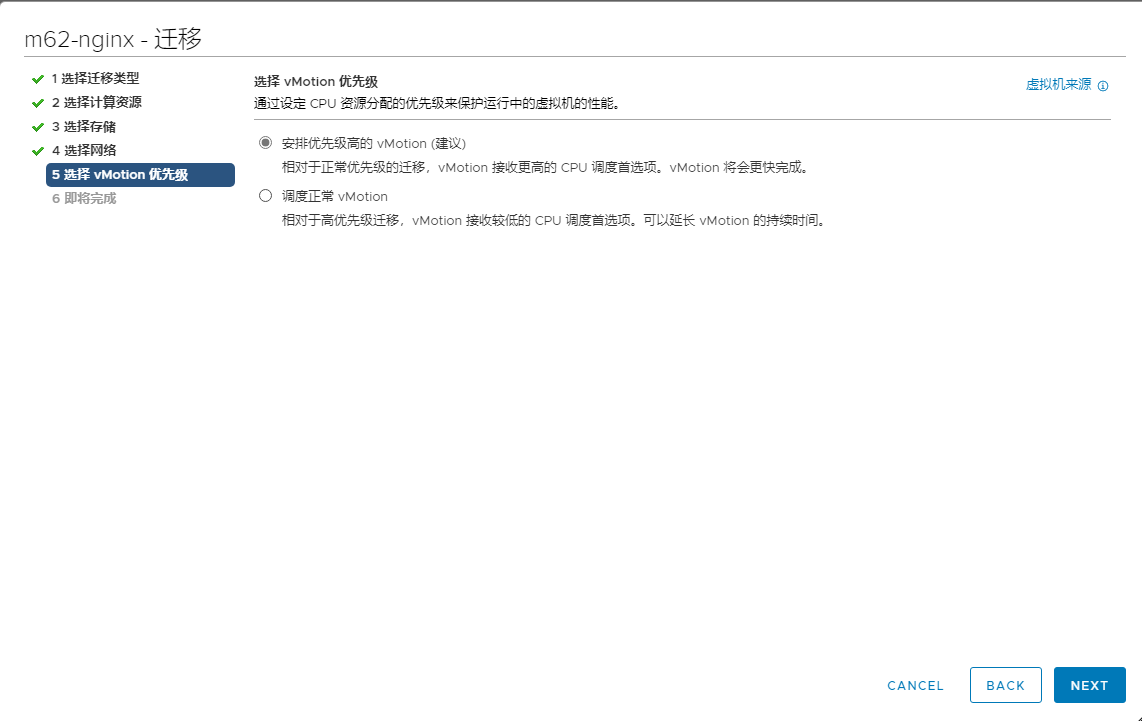 m62-nginx - 迁移
1 选择迁移类型
2 选择计算资源
3 选择存储
4 选择网络
5 选择 vMotion 优先级
6 即将完成
选择 vMotion 优先级
虚拟机来源
通过设定 CPU 资源分配的优先级来保护运行中的虚拟机的性能。
安排优先级高的 vMotion (建议)
相对于正常优先级的迁移，vMotion 接收更高的 CPU 调度首选项。vMotion 将会更快完成。
调度正常 vMotion
相对于高优先级迁移，vMotion 接收较低的 CPU 调度首选项。可以延长 vMotion 的持续时间。
CANCEL
BACK
NEXT